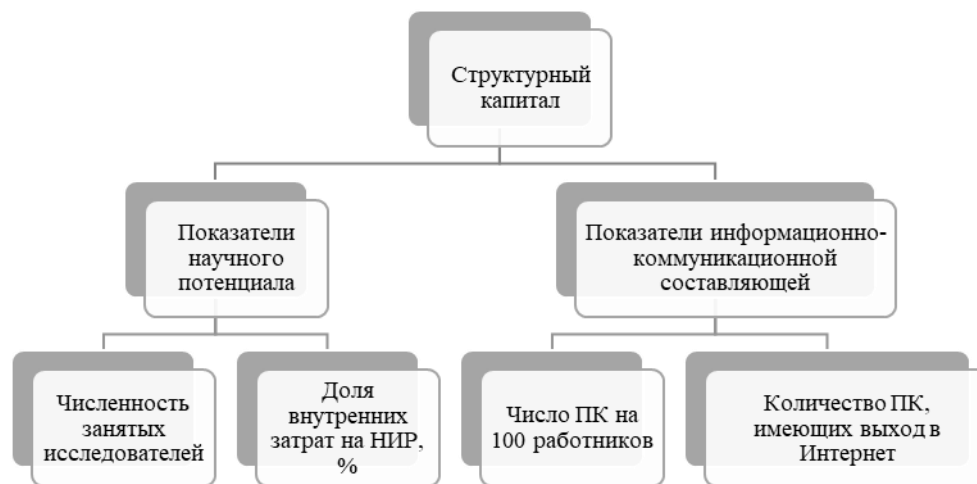 Структурный
капитал
Показатели
научного
потенциала
Показатели информационно-
коммуникационной
составляющей
Численность
занятых
исследователей
Доля
внутренних
затрат на НИР,
%
Число ПК на
100 работников
Количество ПК,
имеющих выход в
Интернет